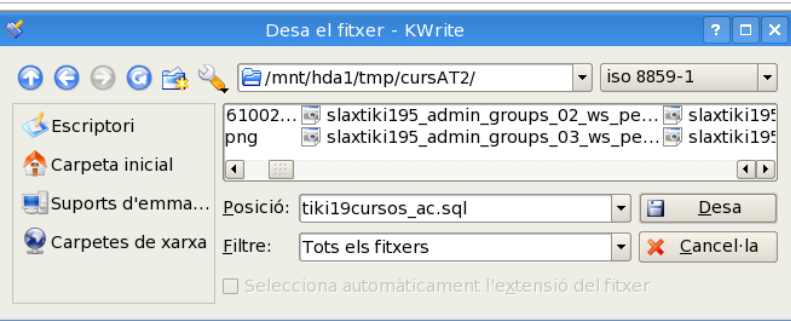 Desa el fitxer - KWrite
/mnt/hda1/tmp/cursAT2/ iso 8859-1
Escriptori
Carpeta inicial
Suports d'emma...
Carpetes de xarxa
61002... slaxtiki195_admin_groups_02_ws_pe... slaxtiki195
png slaxtiki195_admin_groups_03_ws_pe... slaxtiki195
Posició: tiki19cursos_ac.sql Desa
Filtre: Tots els fitxers Cancel·la
Selecciona automàticament l'extensió del fitxer